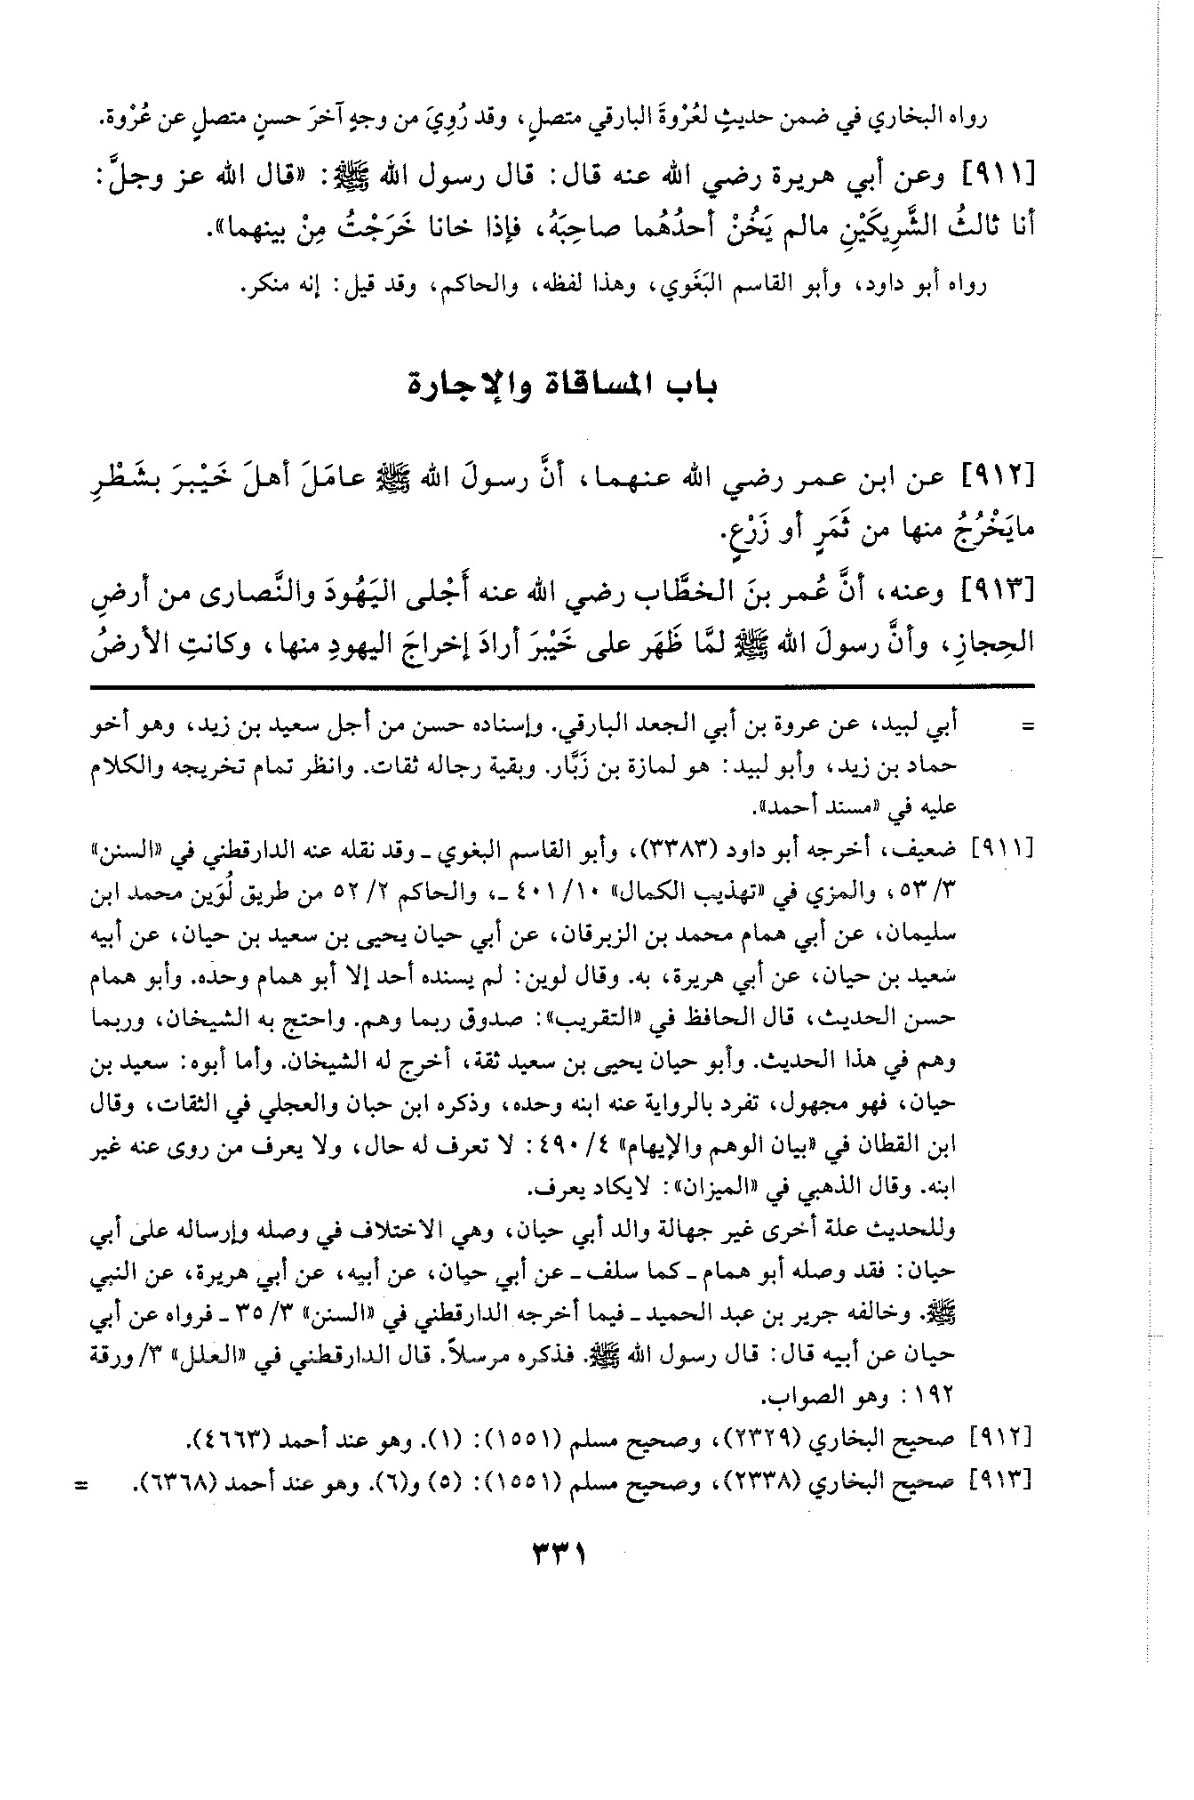 رواه البخاري في ضمن حديثٍ لعُرْوةَ البارقي متصلٍ، وقد رُوِيَ من وجهٍ آخرَ حسنٍ متصلٍ عن عُرْوة.
[٩١١] وعن أبي هريرة رضي الله عنه قال: قال رسول الله ﷺ: «قال الله عز وجلَّ:
أنا ثالثُ الشَّرِيكَيْنِ مالم يَخُنْ أحدُهُما صاحِبَهُ، فإذا خانا خَرَجْتُ مِنْ بينهما».
رواه أبو داود، وأبو القاسم البَغَوي، وهذا لفظه، والحاكم، وقد قيل: إنه منكر.
باب المساقاة والإجارة
[٩١٢] عن ابن عمر رضي الله عنهما، أنَّ رسولَ الله ﷺ عامَلَ أهلَ خَيْبرَ بشَطْرِ
مايَخْرُجُ منها من ثَمَرٍ أو زَرْعٍ.
[٩١٣] وعنه، أنَّ عُمر بنَ الخطَّاب رضي الله عنه أَجْلى اليَهُودَ والنَّصارى من أرضِ
الحِجازِ، وأنَّ رسولَ الله ﷺ لمَّا ظَهَر على خَيْبَرَ أرادَ إخراجَ اليهودِ منها، وكانتِ الأرضُ
= أبي لبيد، عن عروة بن أبي الجعد البارقي. وإسناده حسن من أجل سعيد بن زيد، وهو أخو
حماد بن زيد، وأبو لبيد: هو لمازة بن زَبَّار. وبقية رجاله ثقات. وانظر تمام تخريجه والكلام
عليه في «مسند أحمد».
[٩١١] ضعيف، أخرجه أبو داود (٣٣٨٣)، وأبو القاسم البغوي ـ وقد نقله عنه الدارقطني في «السنن»
٣/ ٥٣، والمزي في «تهذيب الكمال» ١٠/ ٤٠١ ـ، والحاكم ٢/ ٥٢ من طريق لُوَين محمد ابن
سليمان، عن أبي همام محمد بن الزبرقان، عن أبي حيان يحيى بن سعيد بن حيان، عن أبيه
سعيد بن حيان، عن أبي هريرة، به. وقال لوين: لم يسنده أحد إلا أبو همام وحده. وأبو همام
حسن الحديث، قال الحافظ في «التقريب»: صدوق ربما وهم. واحتج به الشيخان، وربما
وهم في هذا الحديث. وأبو حيان يحيى بن سعيد ثقة، أخرج له الشيخان. وأما أبوه: سعيد بن
حيان، فهو مجهول، تفرد بالرواية عنه ابنه وحده، وذكره ابن حبان والعجلي في الثقات، وقال
ابن القطان في «بيان الوهم والإيهام» ٤/ ٤٩٠: لا تعرف له حال، ولا يعرف من روى عنه غير
ابنه. وقال الذهبي في «الميزان»: لايكاد يعرف.
وللحديث علة أخرى غير جهالة والد أبي حيان، وهي الاختلاف في وصله وإرساله على أبي
حيان: فقد وصله أبو همام ـ كما سلف ـ عن أبي حيان، عن أبيه، عن أبي هريرة، عن النبي
ﷺ. وخالفه جرير بن عبد الحميد ـ فيما أخرجه الدارقطني في «السنن» ٣/ ٣٥ ـ فرواه عن أبي
حيان عن أبيه قال: قال رسول الله ﷺ. فذكره مرسلاً. قال الدارقطني في «العلل» ٣/ ورقة
١٩٢: وهو الصواب.
[٩١٢] صحيح البخاري (٢٣٢٩)، وصحيح مسلم (١٥٥١): (١). وهو عند أحمد (٤٦٦٣).
[٩١٣] صحيح البخاري (٢٣٣٨)، وصحيح مسلم (١٥٥١): (٥) و(٦). وهو عند أحمد (٦٣٦٨). =
٣٣١